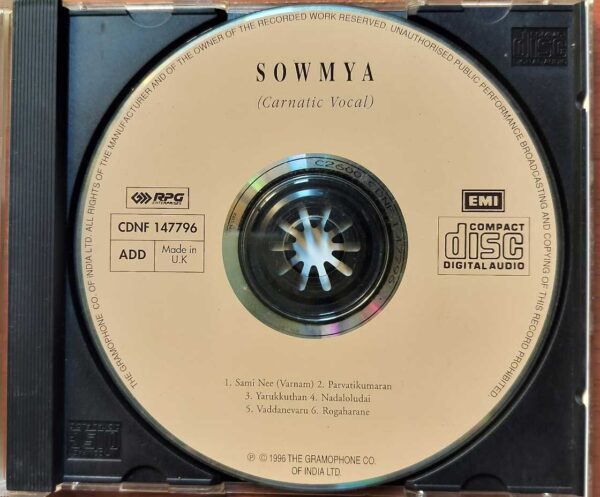 THE GRAMOPHONE CO. OF INDIA LTD. ALL RIGHTS OF THE MANUFACTURER AND OF THE OWNER OF THE RECORDED WORK RESERVED. UNAUTHORISED PUBLIC PERFORMANCE BROADCASTING AND COPYING OF THIS RECORD PROHIBITED.
SOWMYA
(Carnatic Vocal)
RPG
ENTERPRISES
CDNF 147796
ADD
Made in
U.K
EMI
COMPACT
disc
DIGITAL AUDIO
1. Sami Nee (Varnam) 2. Parvatikumaran
3. Yarukkuthan 4. Nadaloludai
5. Vaddanevaru 6. Rogaharane
℗ © 1996 THE GRAMOPHONE CO.
OF INDIA LTD.
disc